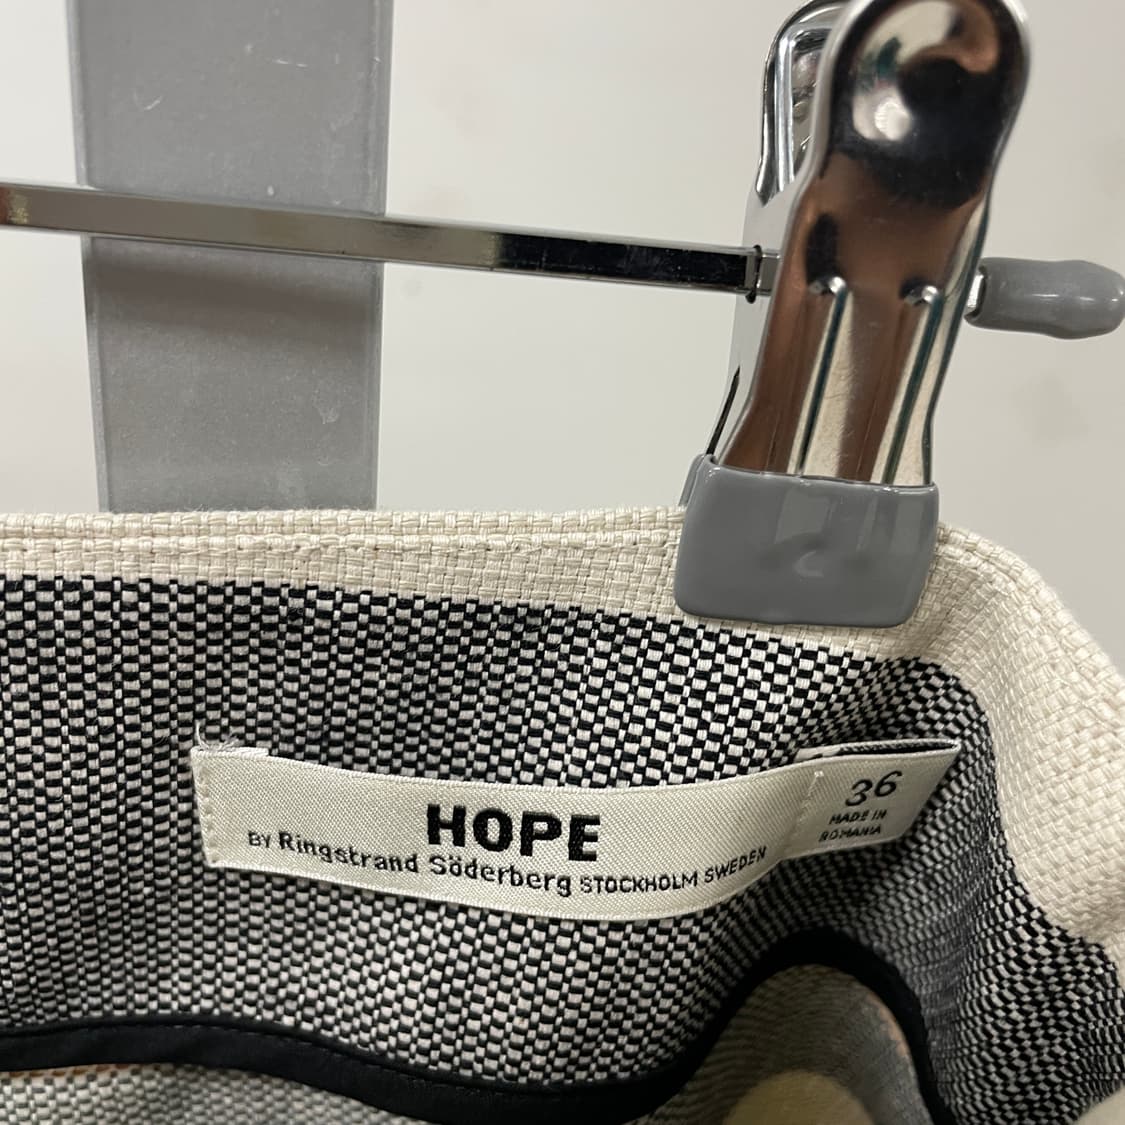 HOPE
BY Ringstrand Söderberg STOCKHOLM SWEDEN
36
MADE IN
ROMANIA